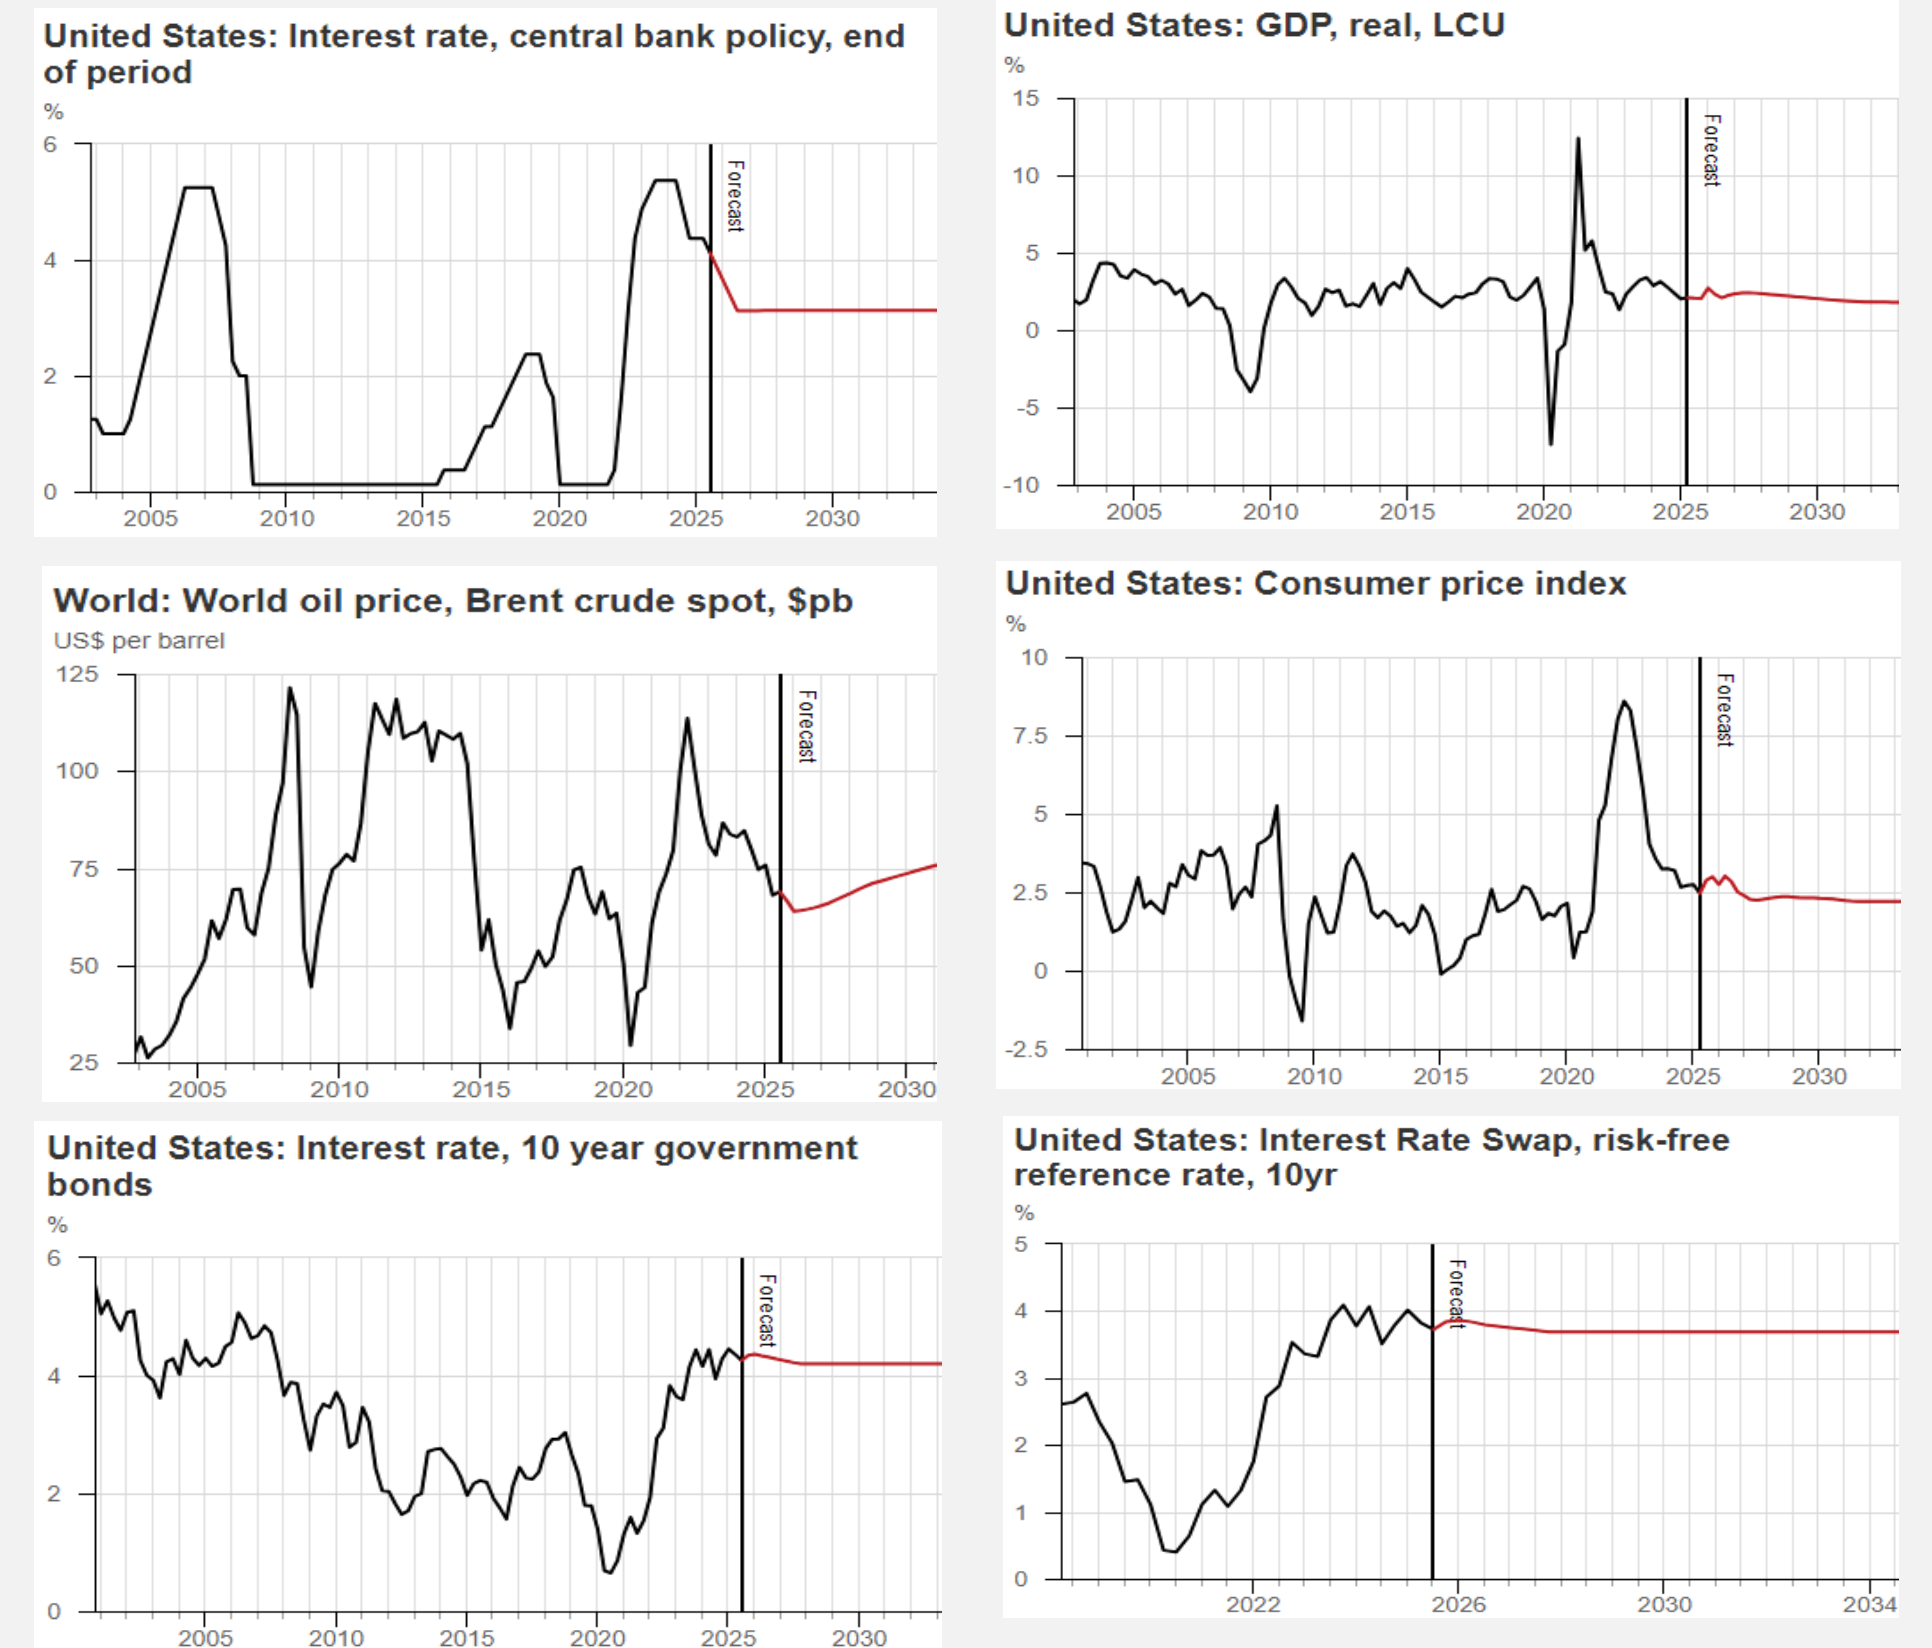 United States: Interest rate, central bank policy, end
of period
%
6
4
2
0
Forecast
2005 2010 2015 2020 2025 2030
United States: GDP, real, LCU
%
15
10
5
0
-5
-10
Forecast
2005 2010 2015 2020 2025 2030
World: World oil price, Brent crude spot, $pb
US$ per barrel
125
100
75
50
25
Forecast
2005 2010 2015 2020 2025 2030
United States: Consumer price index
%
10
7.5
5
2.5
0
-2.5
Forecast
2005 2010 2015 2020 2025 2030
United States: Interest rate, 10 year government
bonds
%
6
4
2
0
Forecast
2005 2010 2015 2020 2025 2030
United States: Interest Rate Swap, risk-free
reference rate, 10yr
%
5
4
3
2
1
0
Forecast
2022 2026 2030 2034